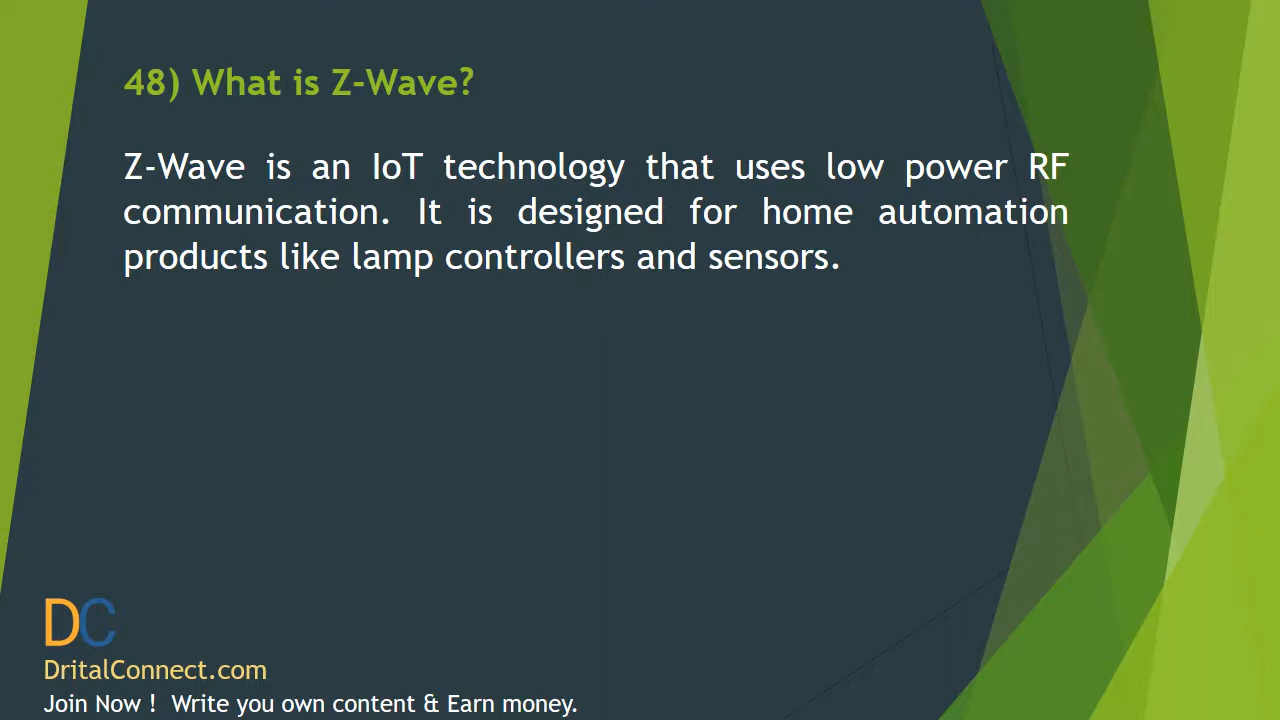 48) What is Z-Wave?
Z-Wave is an IoT technology that uses low power RF
communication. It is designed for home automation
products like lamp controllers and sensors.
DC
DritalConnect.com
Join Now ! Write you own content & Earn money.